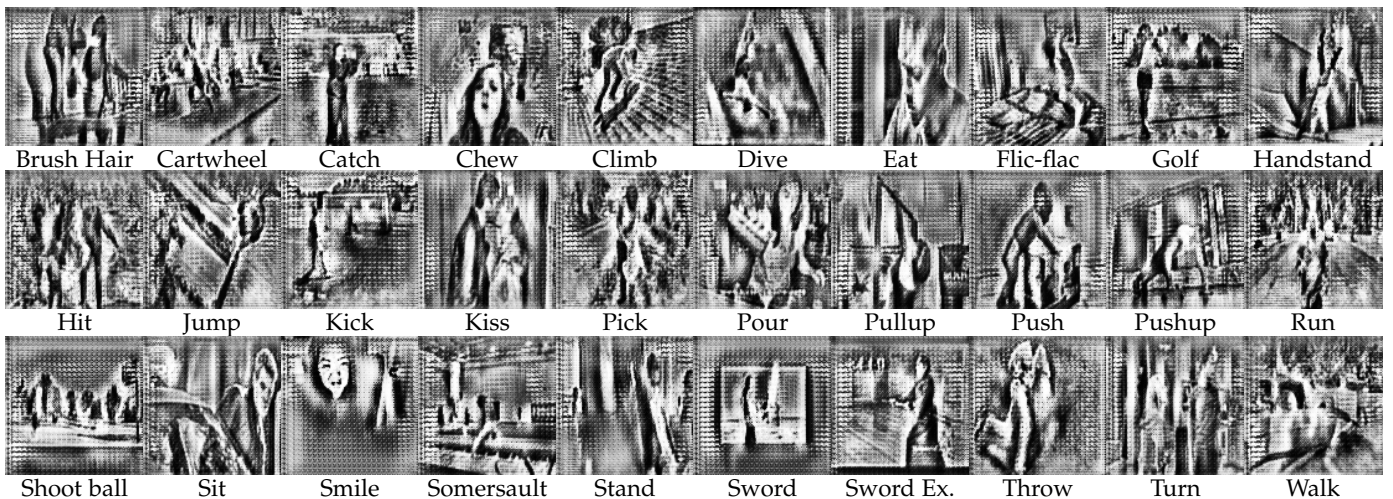 Brush Hair Cartwheel Catch Chew Climb Dive Eat Flic-flac Golf Handstand
Hit Jump Kick Kiss Pick Pour Pullup Push Pushup Run
Shoot ball Sit Smile Somersault Stand Sword Sword Ex. Throw Turn Walk